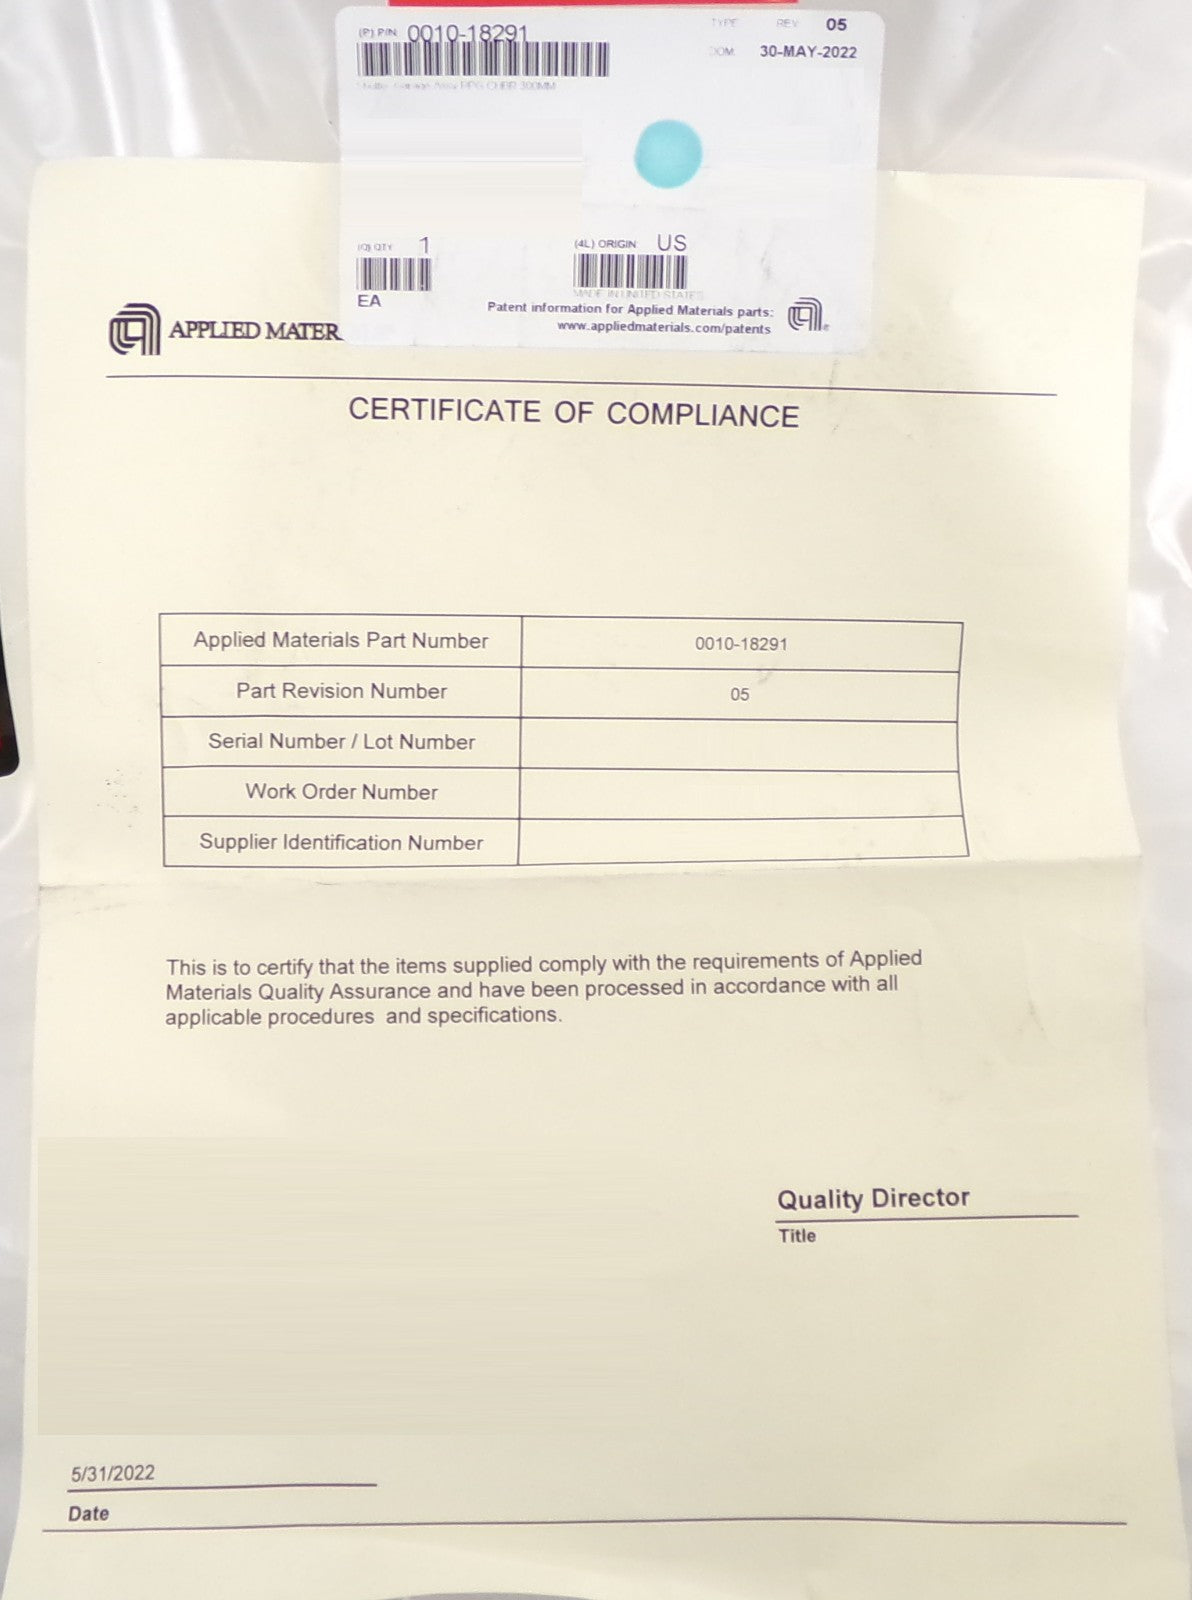 (P) P/N 0010-18291
TYPE REV 05
DOM. 30-MAY-2022
300MM
(Q) QTY 1
(4L) ORIGIN US
MADE IN UNITED STATES
EA
Patent information for Applied Materials parts:
www.appliedmaterials.com/patents
APPLIED MATER
CERTIFICATE OF COMPLIANCE
Applied Materials Part Number 0010-18291
Part Revision Number 05
Serial Number / Lot Number
Work Order Number
Supplier Identification Number
This is to certify that the items supplied comply with the requirements of Applied
Materials Quality Assurance and have been processed in accordance with all
applicable procedures and specifications.
Quality Director
Title
5/31/2022
Date